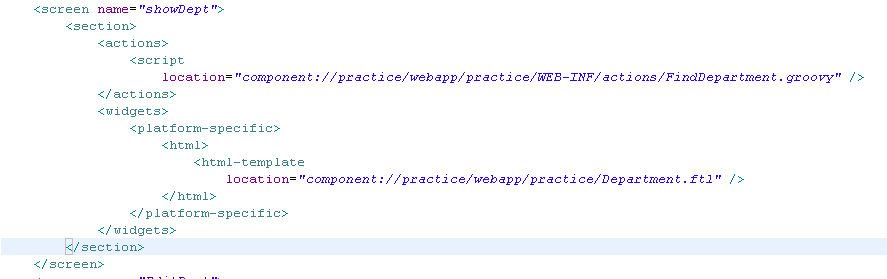 <screen name="showDept">
<section>
<actions>
<script
location="component://practice/webapp/practice/WEB-INF/actions/FindDepartment.groovy" />
</actions>
<widgets>
<platform-specific>
<html>
<html-template
location="component://practice/webapp/practice/Department.ftl" />
</html>
</platform-specific>
</widgets>
</section>
</screen>